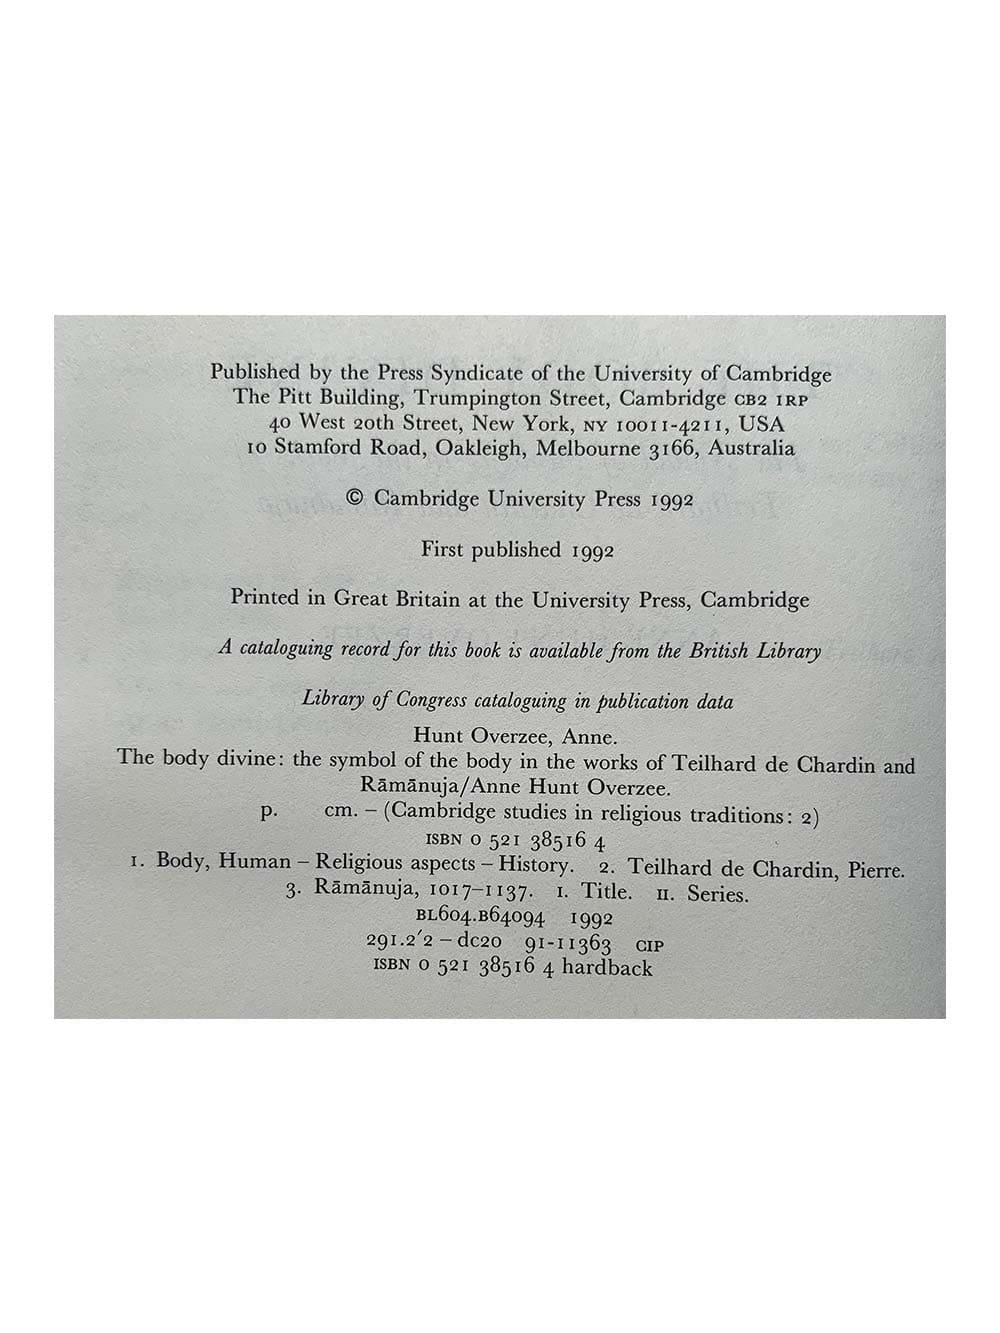 Published by the Press Syndicate of the University of Cambridge
The Pitt Building, Trumpington Street, Cambridge CB2 1RP
40 West 20th Street, New York, NY 10011-4211, USA
10 Stamford Road, Oakleigh, Melbourne 3166, Australia
© Cambridge University Press 1992
First published 1992
Printed in Great Britain at the University Press, Cambridge
A cataloguing record for this book is available from the British Library
Library of Congress cataloguing in publication data
Hunt Overzee, Anne.
The body divine: the symbol of the body in the works of Teilhard de Chardin and
Rāmānuja/Anne Hunt Overzee.
p. cm. – (Cambridge studies in religious traditions: 2)
ISBN 0 521 38516 4
1. Body, Human – Religious aspects – History. 2. Teilhard de Chardin, Pierre.
3. Rāmānuja, 1017–1137. I. Title. II. Series.
BL604.B64O94 1992
291.2′2 – dc20 91-11363 CIP
ISBN 0 521 38516 4 hardback